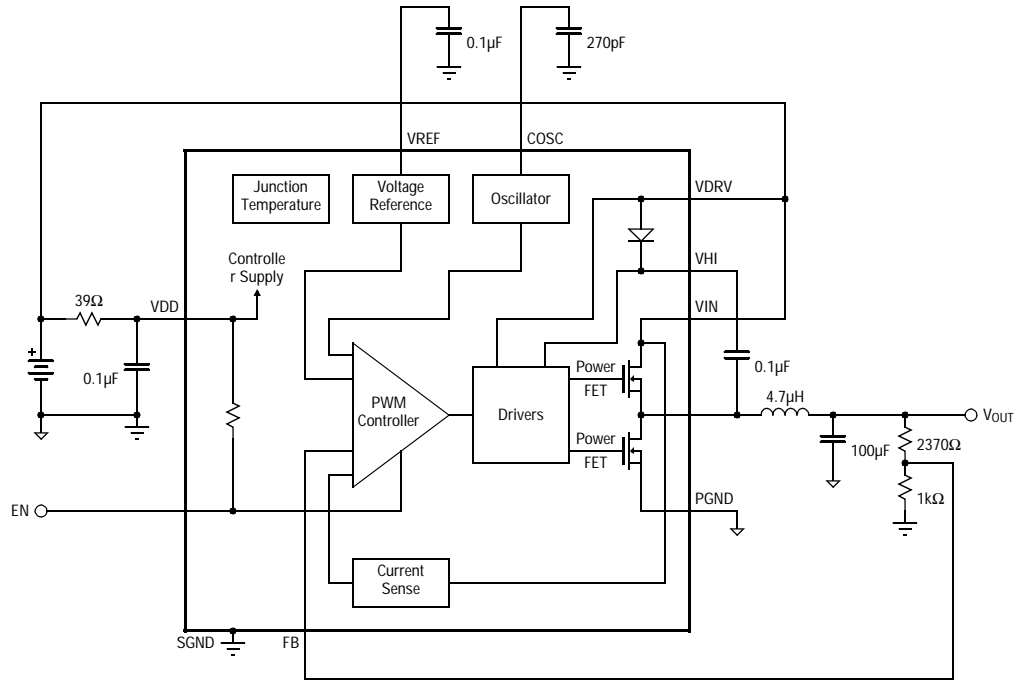 0.1µF
270pF
VREF
COSC
Junction
Temperature
Voltage
Reference
Oscillator
VDRV
Controlle
r Supply
VHI
39Ω
VDD
VIN
+
0.1µF
0.1µF
PWM
Controller
Drivers
Power
FET
Power
FET
4.7µH
VOUT
100µF
2370Ω
1kΩ
EN
PGND
Current
Sense
SGND
FB